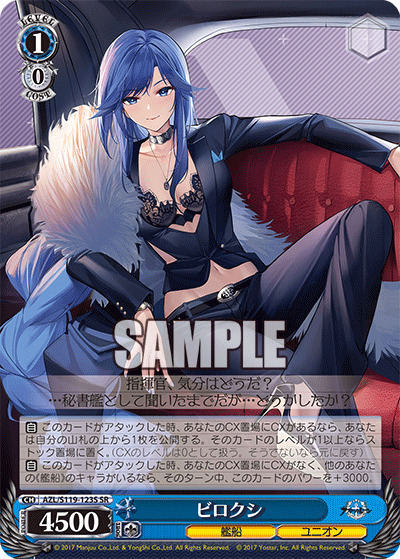 LEVEL
1
0
COST
SAMPLE
指揮官、気分はどうだ？
…秘書艦として聞いたまでだが…どうかしたか？
自 このカードがアタックした時、あなたのCX置場にCXがあるなら、あなた
は自分の山札の上から1枚を公開する。そのカードのレベルが1以上ならス
トック置場に置く。（CXのレベルは0として扱う。そうでないなら元に戻す）
自 このカードがアタックした時、あなたのCX置場にCXがなく、他のあなた
の《艦船》のキャラがいるなら、そのターン中、このカードのパワーを＋3000。
CH AZL/S119-123S SR
4500
ビロクシ
艦船
ユニオン
© 2017 Manjuu Co.,Ltd. & YongShi Co.,Ltd. All Rights Reserved. © 2017 Yostar, Inc. All Rights Reserved.